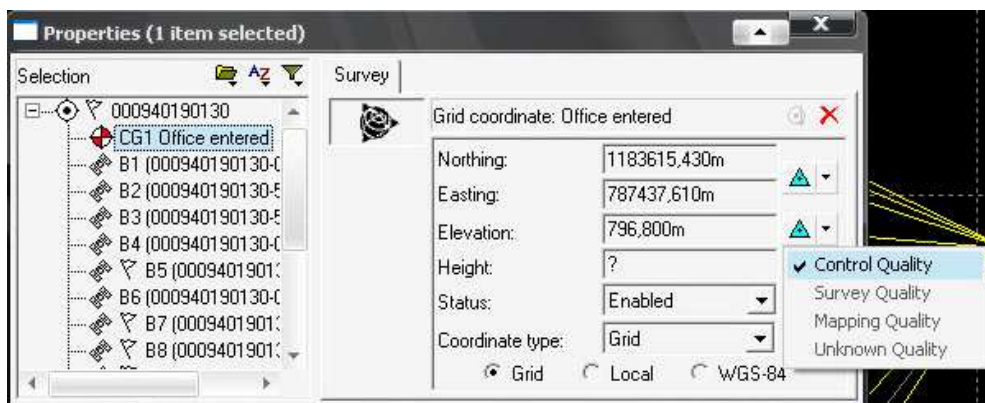 Properties (1 item selected)
X
Selection
AZ
Survey
000940190130
CG1 Office entered
B1 (000940190130-0
B2 (000940190130-5
B3 (000940190130-5
B4 (000940190130-0
B5 (00094019013
B6 (000940190130-0
B7 (00094019013
B8 (00094019013
Grid coordinate: Office entered
Northing: 1183615,430m
Easting: 787437,610m
Elevation: 796,800m
Height: ?
Status: Enabled
Coordinate type: Grid
Grid Local WGS-84
Control Quality
Survey Quality
Mapping Quality
Unknown Quality